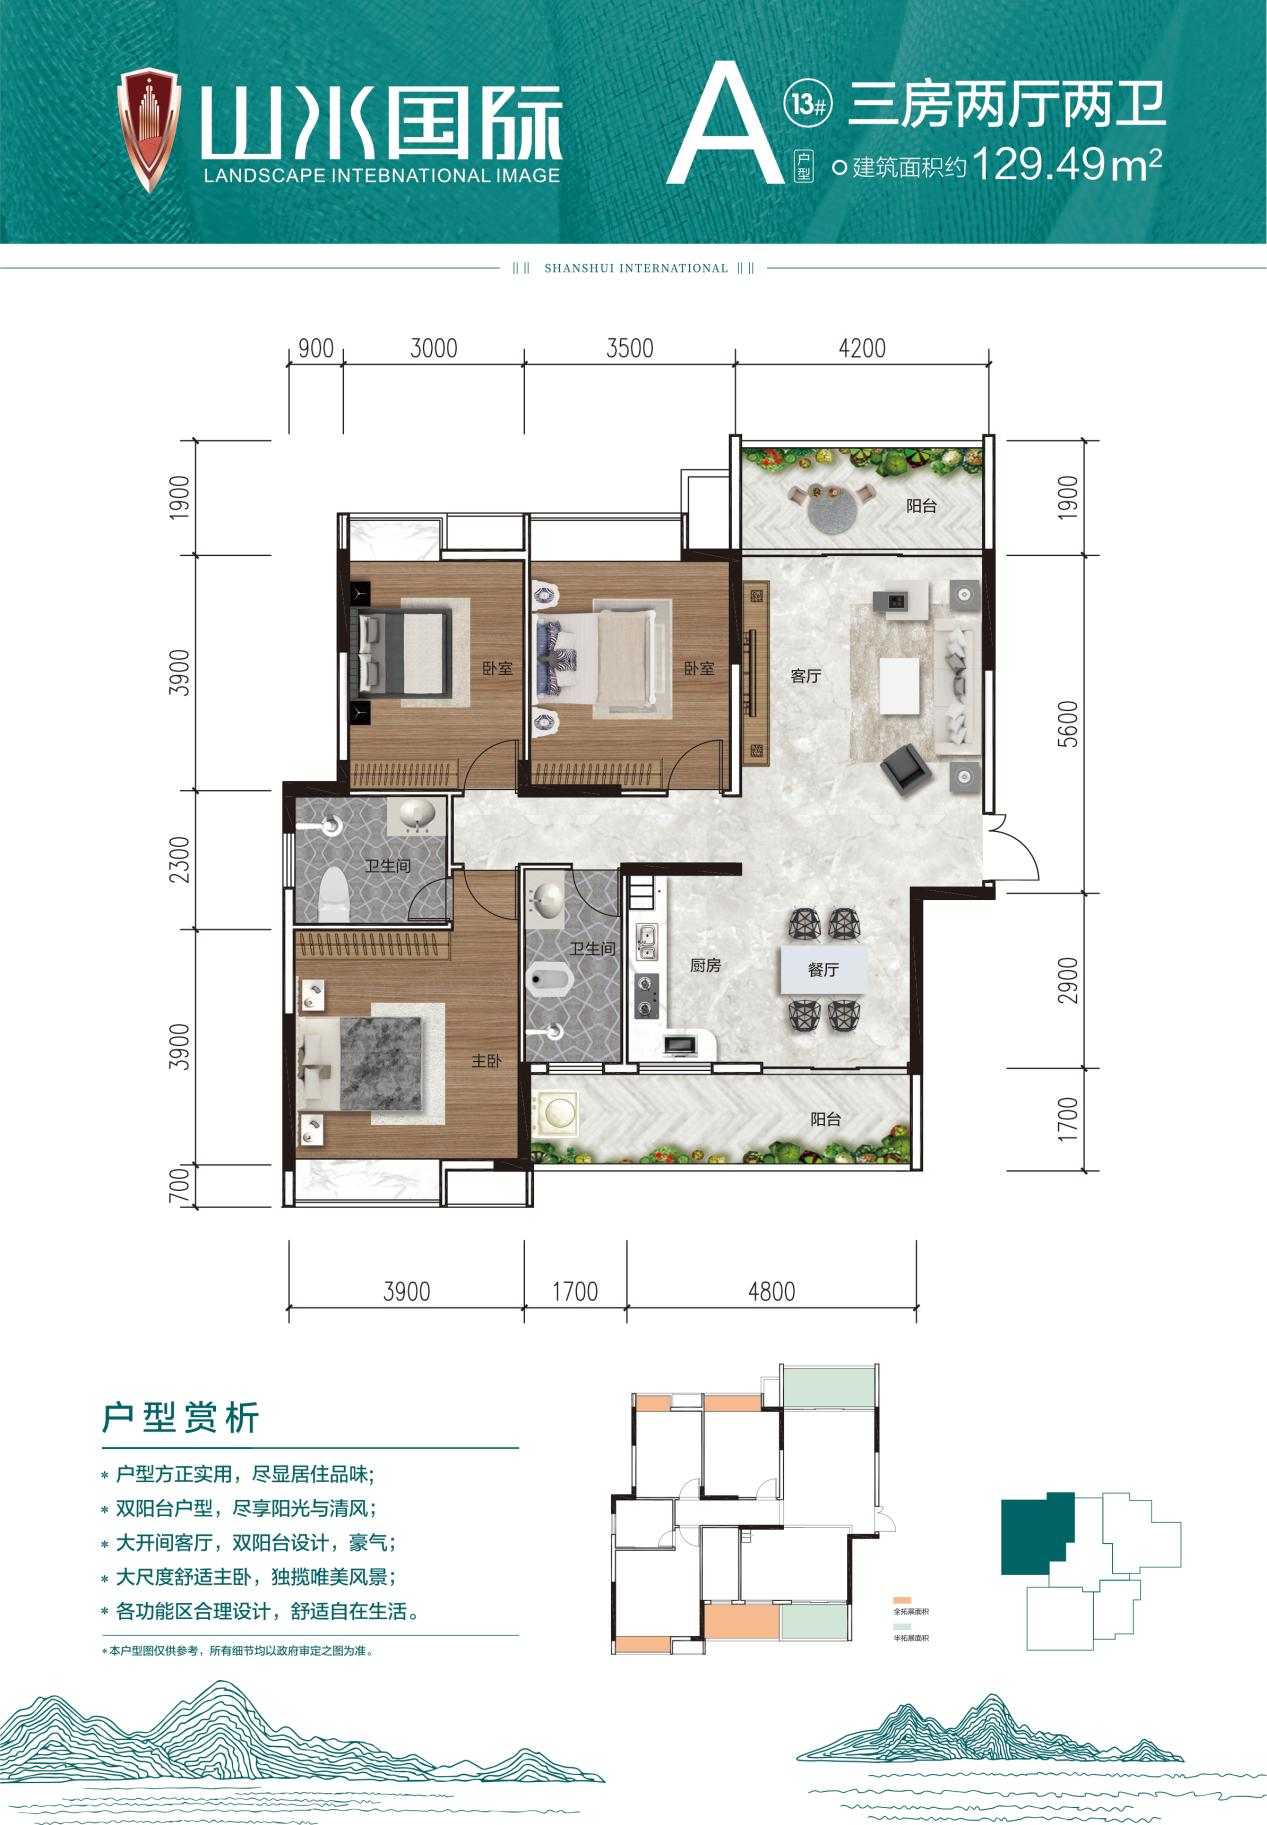 山水国际
LANDSCAPE INTEBNATIONAL IMAGE
A
户型
13#
三房两厅两卫
建筑面积约129.49m²
SHANSHUI INTERNATIONAL
900
3000
3500
4200
1900
1900
阳台
3900
卧室
卧室
客厅
5600
2300
卫生间
卫生间
厨房
餐厅
2900
3900
主卧
阳台
1700
700
3900
1700
4800
户型赏析
* 户型方正实用，尽显居住品味；
* 双阳台户型，尽享阳光与清风；
* 大开间客厅，双阳台设计，豪气；
* 大尺度舒适主卧，独揽唯美风景；
* 各功能区合理设计，舒适自在生活。
* 本户型图仅供参考，所有细节均以政府审定之图为准。
全拓展面积
半拓展面积